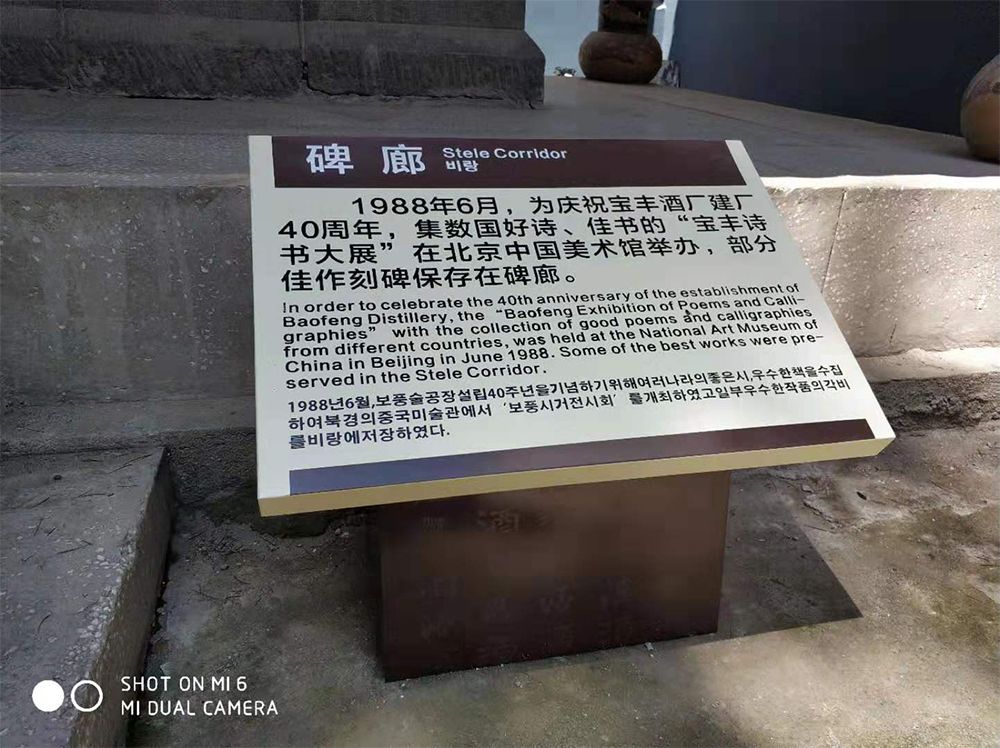 碑 廊
Stele Corridor
비랑
1988年6月，为庆祝宝丰酒厂建厂
40周年，集数国好诗、佳书的“宝丰诗
书大展”在北京中国美术馆举办，部分
佳作刻碑保存在碑廊。
In order to celebrate the 40th anniversary of the establishment of
Baofeng Distillery, the “Baofeng Exhibition of Poems and Calli-
graphies” with the collection of good poems and calligraphies
from different countries, was held at the National Art Museum of
China in Beijing in June 1988. Some of the best works were pre-
served in the Stele Corridor.
1988년6월,보풍술공장설립40주년을기념하기위해여러나라의좋은시,우수한책을수집
하여북경의중국미술관에서 ‘보풍시거전시회’ 를개최하였고일부우수한작품의각비
를비랑에저장하였다.
SHOT ON MI 6
MI DUAL CAMERA